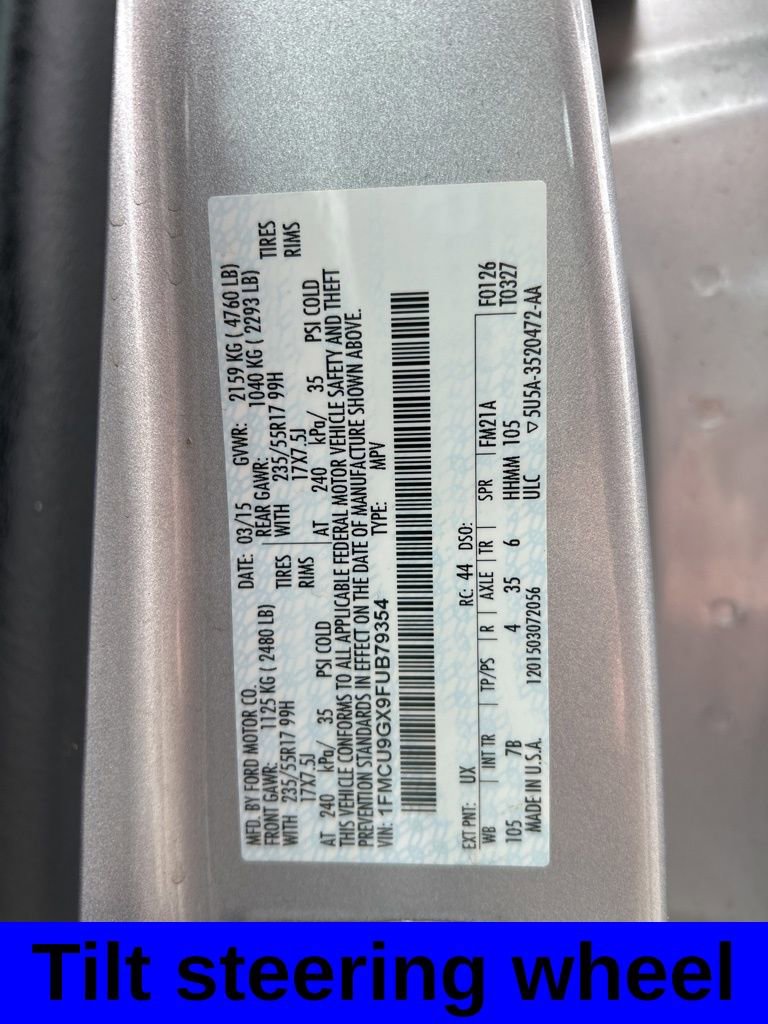 MFD. BY FORD MOTOR CO.
DATE: 03/15
GVWR: 2159 KG ( 4760 LB)
FRONT GAWR: 1125 KG ( 2480 LB)
REAR GAWR: 1040 KG ( 2293 LB)
WITH 235/55R17 99H TIRES
WITH 235/55R17 99H TIRES
17X7.5J RIMS
17X7.5J RIMS
AT 240 kPa/ 35 PSI COLD
AT 240 kPa/ 35 PSI COLD
THIS VEHICLE CONFORMS TO ALL APPLICABLE FEDERAL MOTOR VEHICLE SAFETY AND THEFT
PREVENTION STANDARDS IN EFFECT ON THE DATE OF MANUFACTURE SHOWN ABOVE.
VIN: 1FMCU9GX9FUB79354
TYPE: MPV
EXT PNT: UX RC: 44 DSO:
F0126
WB INT TR TP/PS R AXLE TR SPR FM21A T0327
105 7B 4 35 6 HHMM 105
MADE IN U.S.A. 1201503072056 ULC ▽5U5A-3520472-AA
Tilt steering wheel